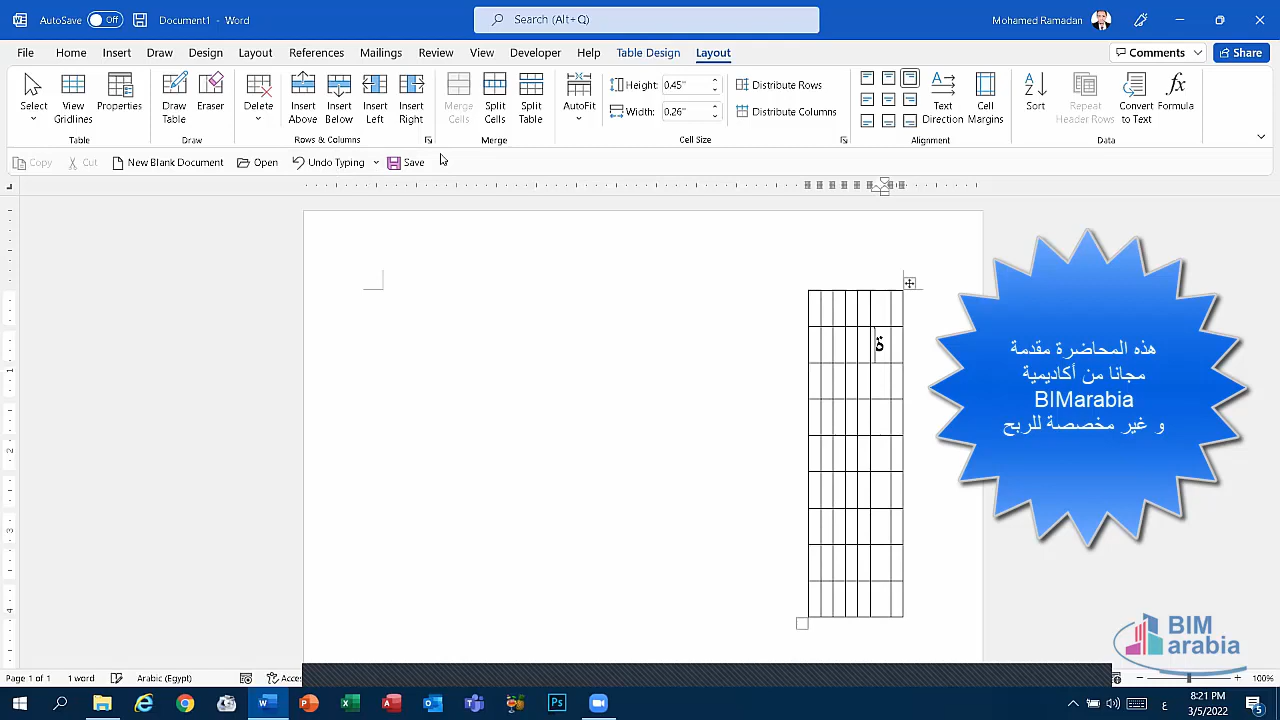 AutoSave Off Document1 - Word Search (Alt+Q) Mohamed Ramadan
File Home Insert Draw Design Layout References Mailings Review View Developer Help Table Design Layout Comments Share
Select View Gridlines Properties Draw Table Eraser Delete Insert Above Insert Below Insert Left Insert Right Merge Cells Split Cells Split Table AutoFit Height: 0.45" Distribute Rows Text Direction Cell Margins Sort Repeat Header Rows Convert to Text Formula
Width: 0.26" Distribute Columns
Table Draw Rows & Columns Merge Cell Size Alignment Data
Copy Cut New Blank Document Open Undo Typing Save
ة
هذه المحاضرة مقدمة
مجانا من أكاديمية
BIMarabia
و غير مخصصة للربح
1
2
3
4
BIM
arabia
Page 1 of 1 1 word Arabic (Egypt) 100%
8:21 PM
3/5/2022
ع
5